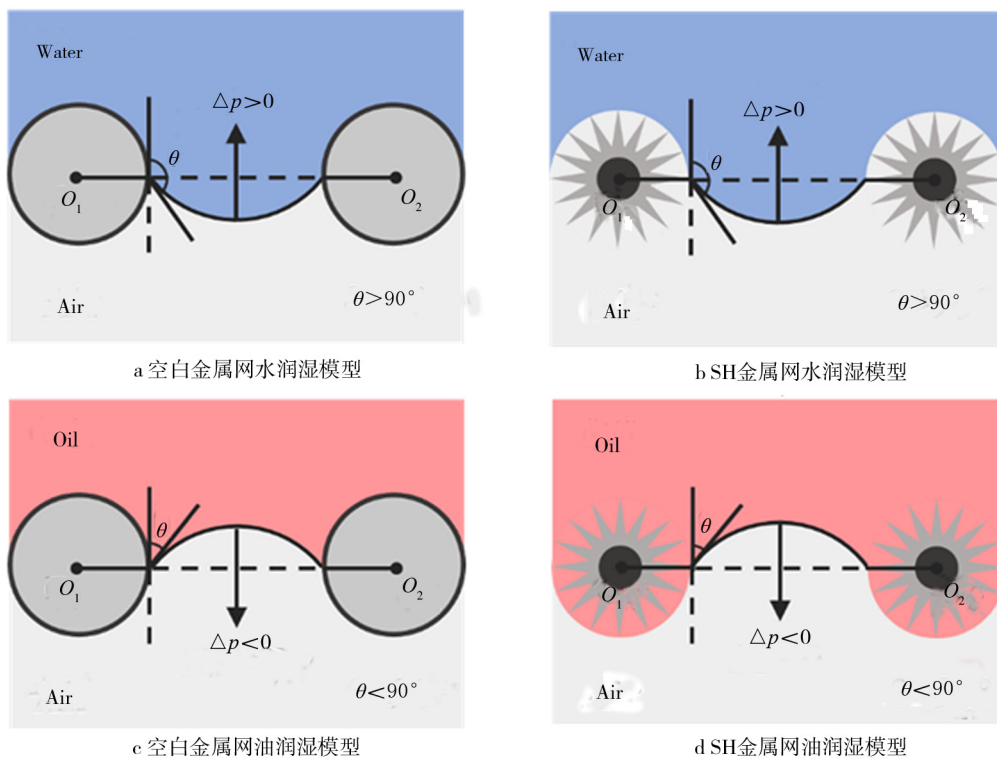 Water
△p>0
θ
O1
O2
Air
θ>90°
a 空白金属网水润湿模型
Water
△p>0
θ
O1
O2
Air
θ>90°
b SH金属网水润湿模型
Oil
θ
O1
O2
△p<0
Air
θ<90°
c 空白金属网油润湿模型
Oil
θ
O1
O2
△p<0
Air
θ<90°
d SH金属网油润湿模型